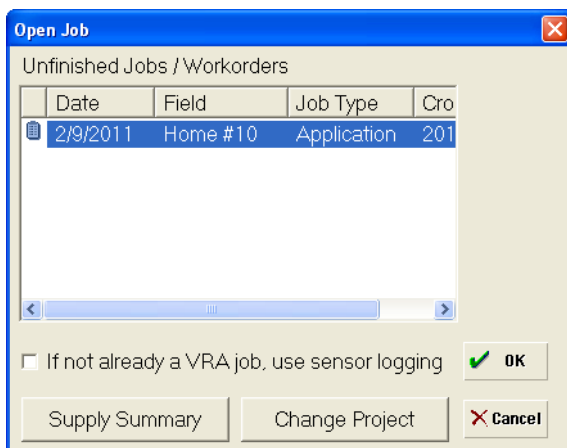 Open Job
Unfinished Jobs / Workorders
Date Field Job Type Cro
2/9/2011 Home #10 Application 201
If not already a VRA job, use sensor logging
OK
Supply Summary Change Project Cancel